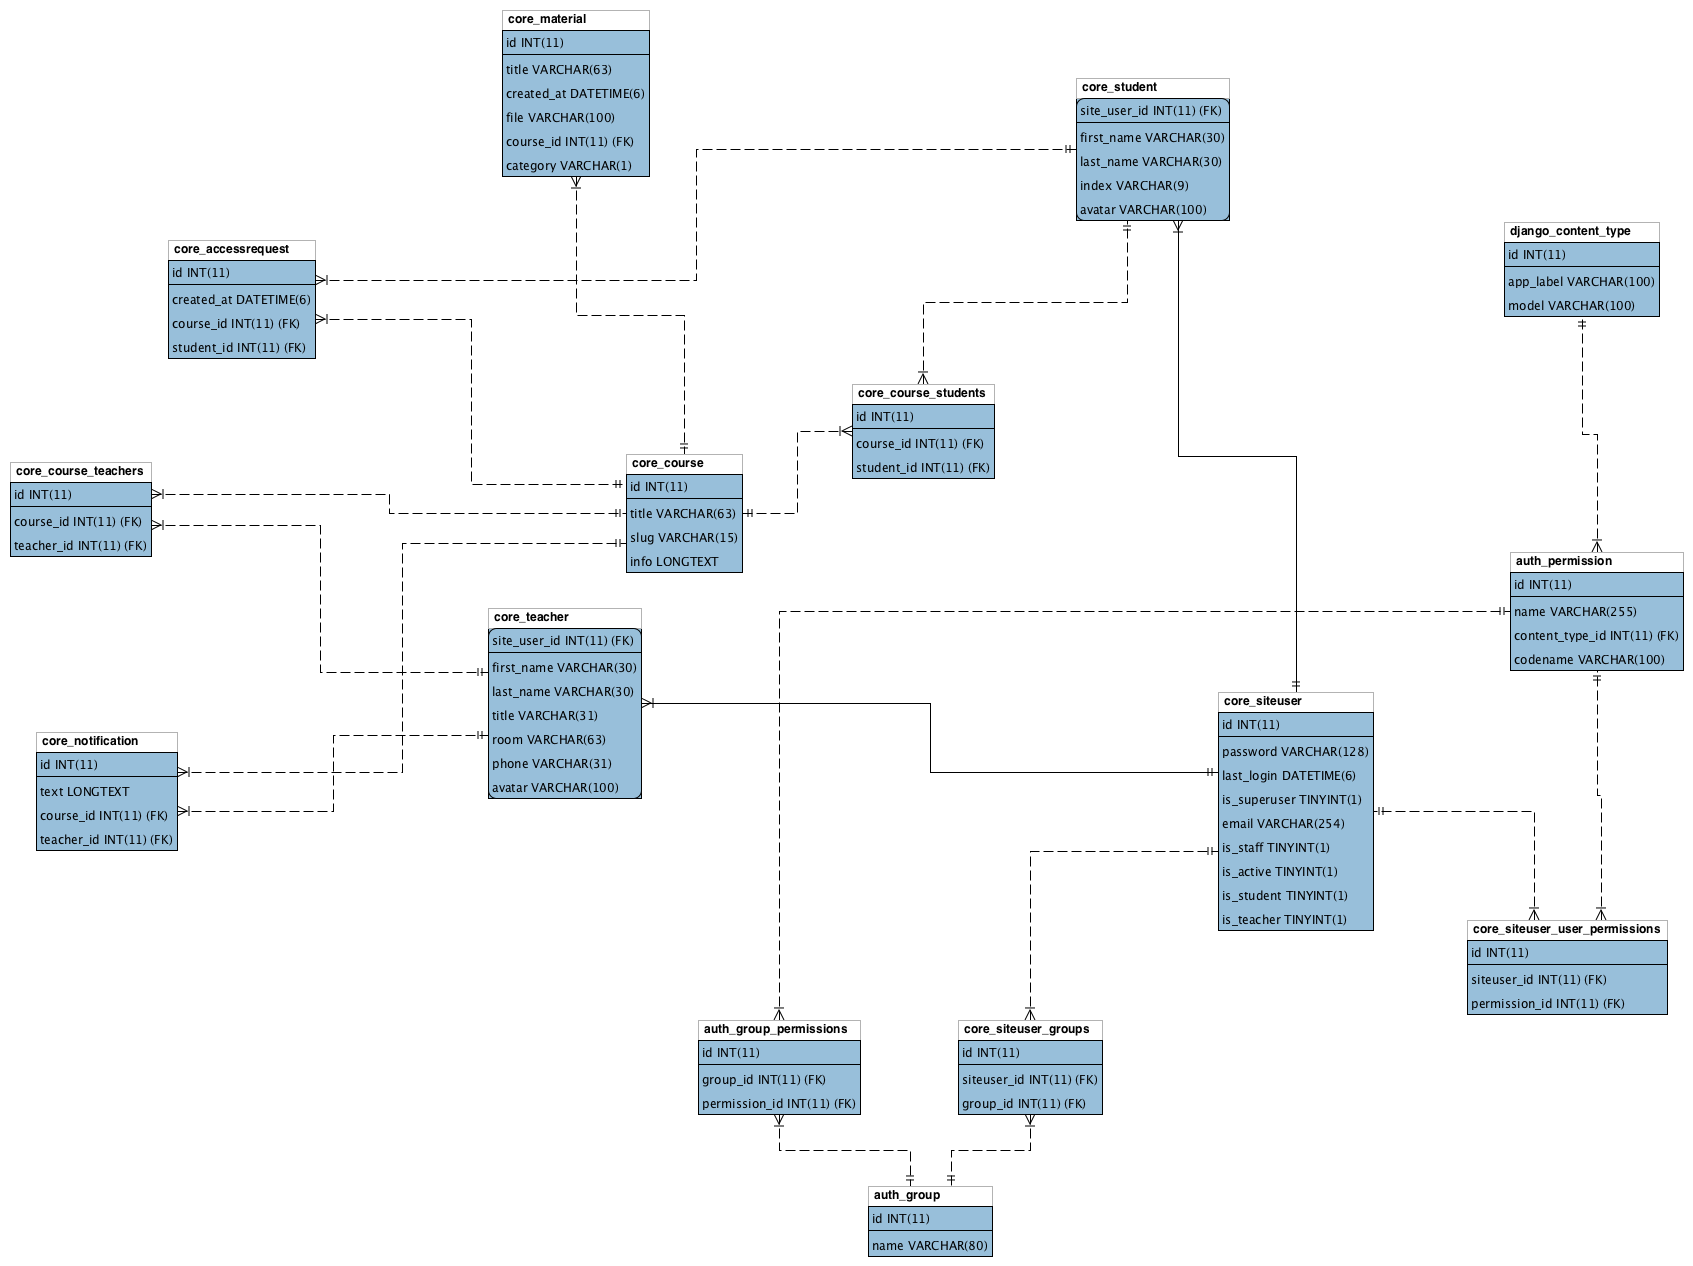 core_material
id INT(11)
title VARCHAR(63)
created_at DATETIME(6)
file VARCHAR(100)
course_id INT(11) (FK)
category VARCHAR(1)
core_student
site_user_id INT(11) (FK)
first_name VARCHAR(30)
last_name VARCHAR(30)
index VARCHAR(9)
avatar VARCHAR(100)
django_content_type
id INT(11)
app_label VARCHAR(100)
model VARCHAR(100)
core_accessrequest
id INT(11)
created_at DATETIME(6)
course_id INT(11) (FK)
student_id INT(11) (FK)
core_course_students
id INT(11)
course_id INT(11) (FK)
student_id INT(11) (FK)
core_course_teachers
id INT(11)
course_id INT(11) (FK)
teacher_id INT(11) (FK)
core_course
id INT(11)
title VARCHAR(63)
slug VARCHAR(15)
info LONGTEXT
auth_permission
id INT(11)
name VARCHAR(255)
content_type_id INT(11) (FK)
codename VARCHAR(100)
core_teacher
site_user_id INT(11) (FK)
first_name VARCHAR(30)
last_name VARCHAR(30)
title VARCHAR(31)
room VARCHAR(63)
phone VARCHAR(31)
avatar VARCHAR(100)
core_siteuser
id INT(11)
password VARCHAR(128)
last_login DATETIME(6)
is_superuser TINYINT(1)
email VARCHAR(254)
is_staff TINYINT(1)
is_active TINYINT(1)
is_student TINYINT(1)
is_teacher TINYINT(1)
core_notification
id INT(11)
text LONGTEXT
course_id INT(11) (FK)
teacher_id INT(11) (FK)
core_siteuser_user_permissions
id INT(11)
siteuser_id INT(11) (FK)
permission_id INT(11) (FK)
auth_group_permissions
id INT(11)
group_id INT(11) (FK)
permission_id INT(11) (FK)
core_siteuser_groups
id INT(11)
siteuser_id INT(11) (FK)
group_id INT(11) (FK)
auth_group
id INT(11)
name VARCHAR(80)